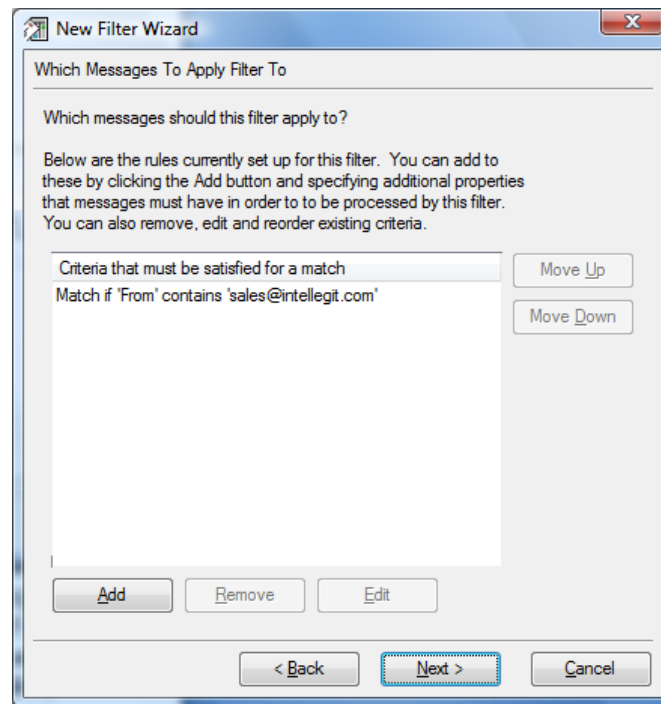 New Filter Wizard
Which Messages To Apply Filter To
Which messages should this filter apply to?
Below are the rules currently set up for this filter.  You can add to
these by clicking the Add button and specifying additional properties
that messages must have in order to to be processed by this filter.
You can also remove, edit and reorder existing criteria.
Criteria that must be satisfied for a match
Match if 'From' contains 'sales@intellegit.com'
Move Up
Move Down
Add
Remove
Edit
< Back
Next >
Cancel